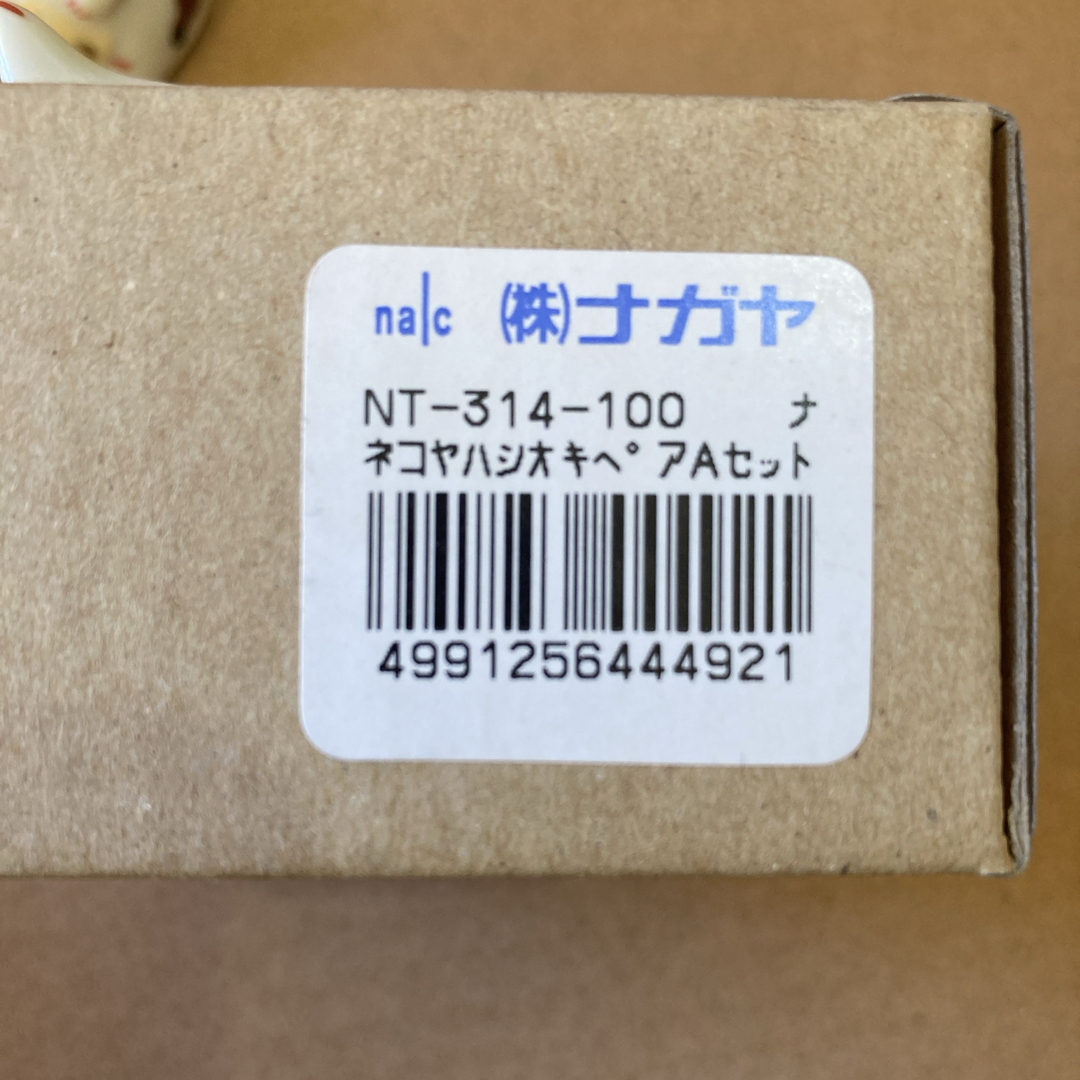 nalc (株)ナガヤ
NT-314-100 ナ
ネコヤハシオキペアAセット
4991256444921